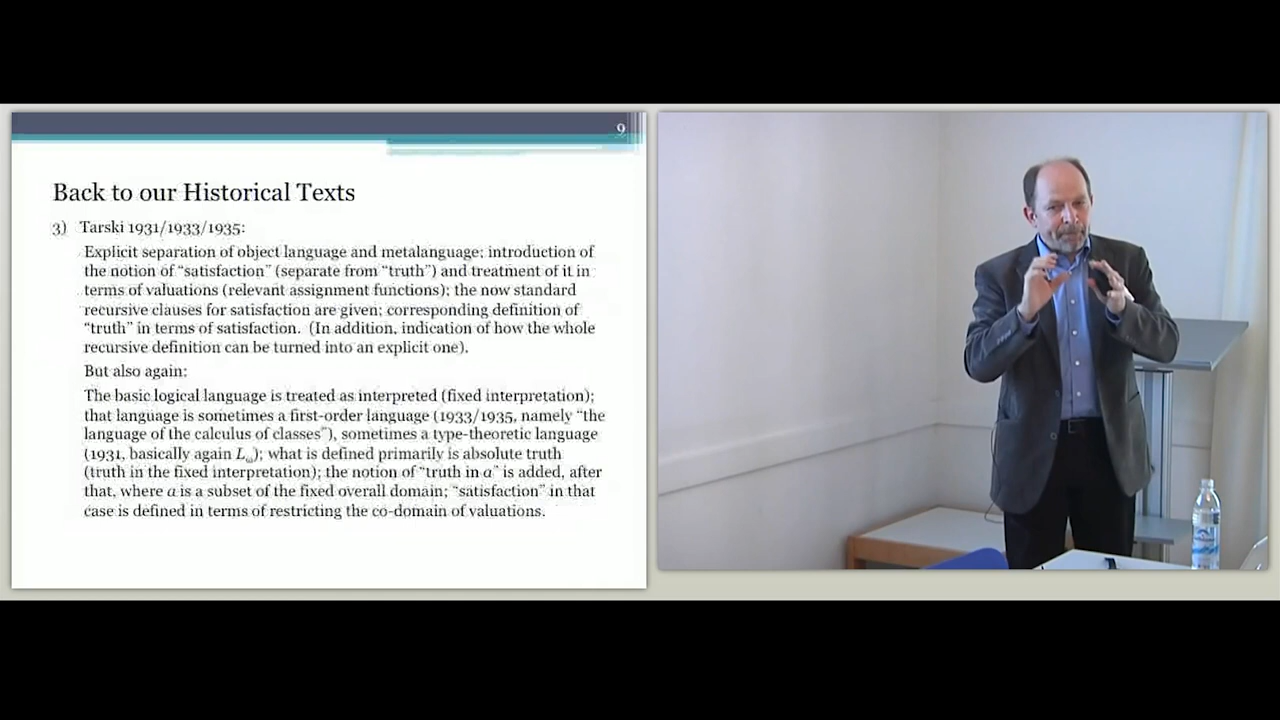 9
Back to our Historical Texts
3) Tarski 1931/1933/1935:
Explicit separation of object language and metalanguage; introduction of
the notion of “satisfaction” (separate from “truth”) and treatment of it in
terms of valuations (relevant assignment functions); the now standard
recursive clauses for satisfaction are given; corresponding definition of
“truth” in terms of satisfaction. (In addition, indication of how the whole
recursive definition can be turned into an explicit one).
But also again:
The basic logical language is treated as interpreted (fixed interpretation);
that language is sometimes a first-order language (1933/1935, namely “the
language of the calculus of classes”), sometimes a type-theoretic language
(1931, basically again Lω); what is defined primarily is absolute truth
(truth in the fixed interpretation); the notion of “truth in a” is added, after
that, where a is a subset of the fixed overall domain; “satisfaction” in that
case is defined in terms of restricting the co-domain of valuations.